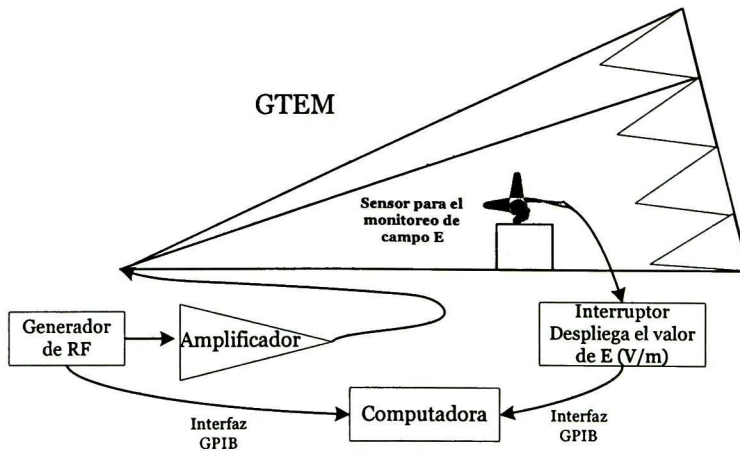 GTEM
Sensor para el
monitoreo de
campo E
Generador
de RF
Amplificador
Interruptor
Despliega el valor
de E (V/m)
Computadora
Interfaz
GPIB
Interfaz
GPIB